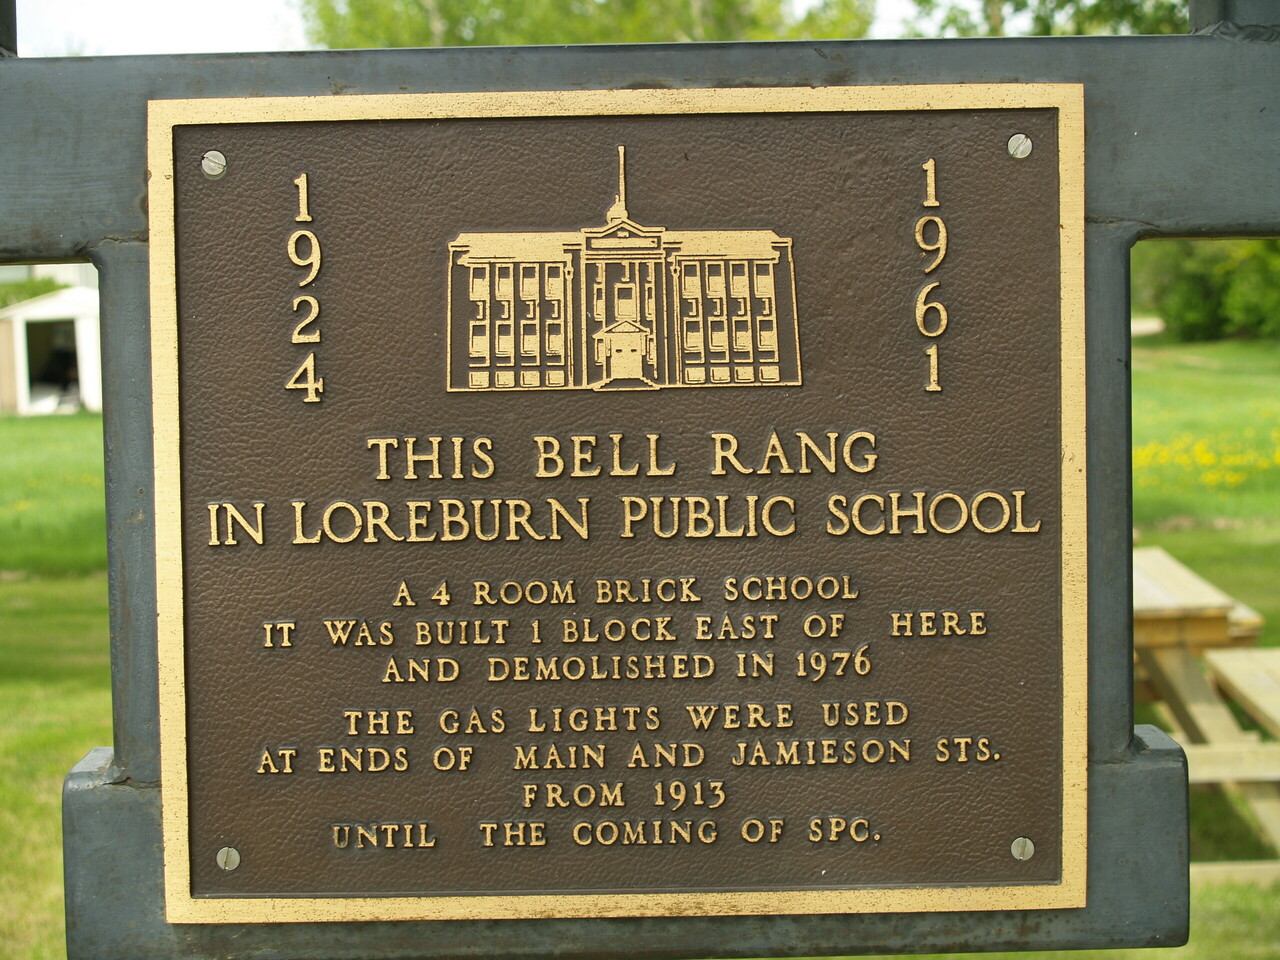 1924
1961
THIS BELL RANG
IN LOREBURN PUBLIC SCHOOL
A 4 ROOM BRICK SCHOOL
IT WAS BUILT 1 BLOCK EAST OF HERE
AND DEMOLISHED IN 1976
THE GAS LIGHTS WERE USED
AT ENDS OF MAIN AND JAMIESON STS.
FROM 1913
UNTIL THE COMING OF SPC.